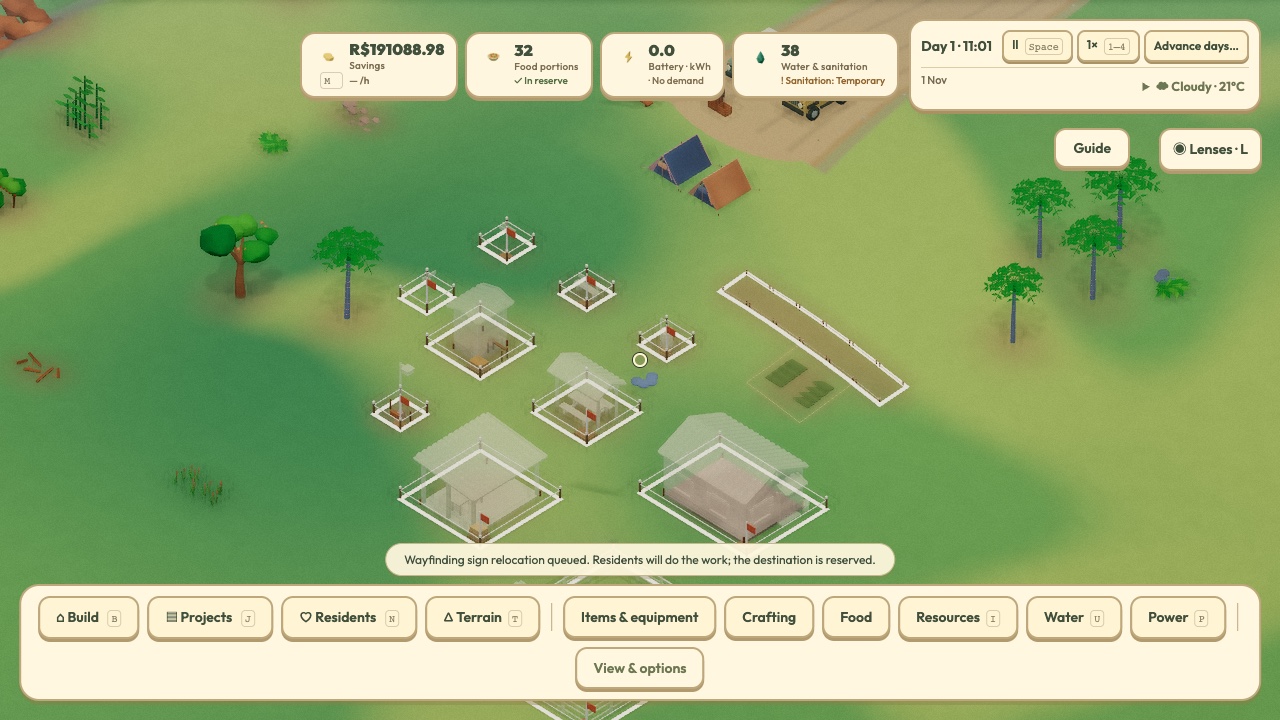 R$191088.98
Savings
M — /h
32
Food portions
✓ In reserve
0.0
Battery · kWh
· No demand
38
Water & sanitation
! Sanitation: Temporary
Day 1 · 11:01
II Space
1× 1–4
Advance days...
1 Nov
▶ Cloudy · 21°C
Guide
◉ Lenses · L
Wayfinding sign relocation queued. Residents will do the work; the destination is reserved.
⌂ Build B
▤ Projects J
♡ Residents N
△ Terrain T
Items & equipment
Crafting
Food
Resources I
Water U
Power P
View & options